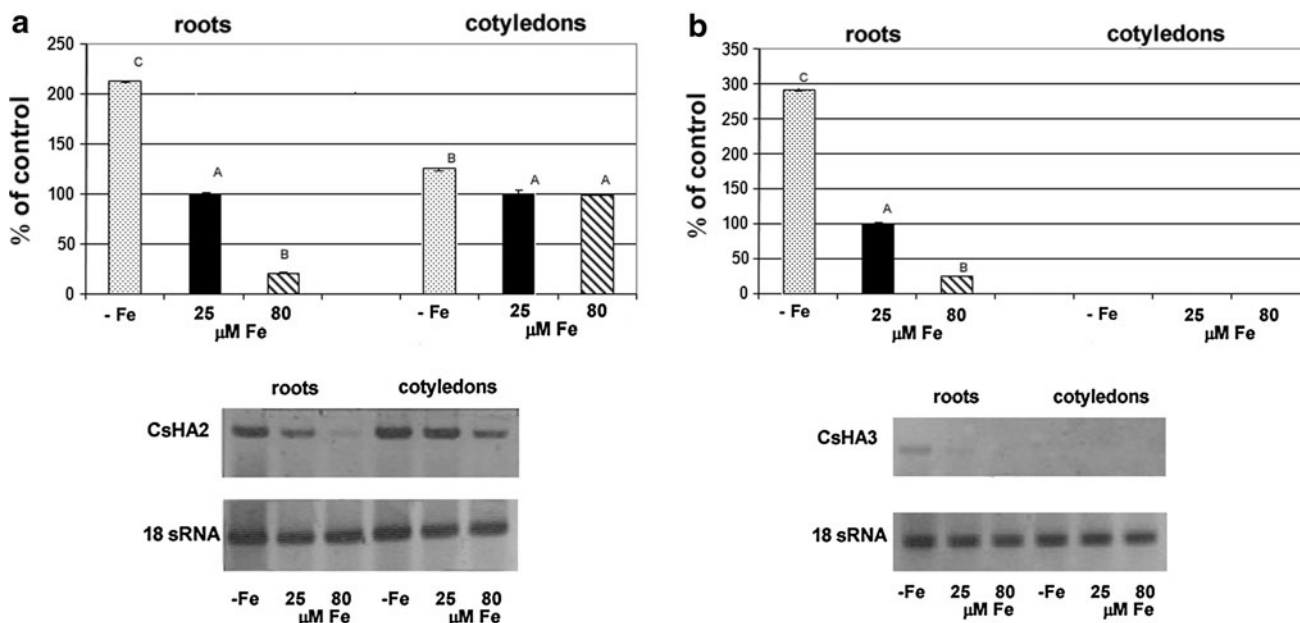 a
roots cotyledons
250
200
150
100
50
0
% of control
C
A
B
B
A
A
- Fe 25 80 - Fe 25 80
μM Fe μM Fe
roots cotyledons
CsHA2
18 sRNA
-Fe 25 80 -Fe 25 80
μM Fe μM Fe
b
roots cotyledons
350
300
250
200
150
100
50
0
% of control
C
A
B
- Fe 25 80 - Fe 25 80
μM Fe μM Fe
roots cotyledons
CsHA3
18 sRNA
-Fe 25 80 -Fe 25 80
μM Fe μM Fe